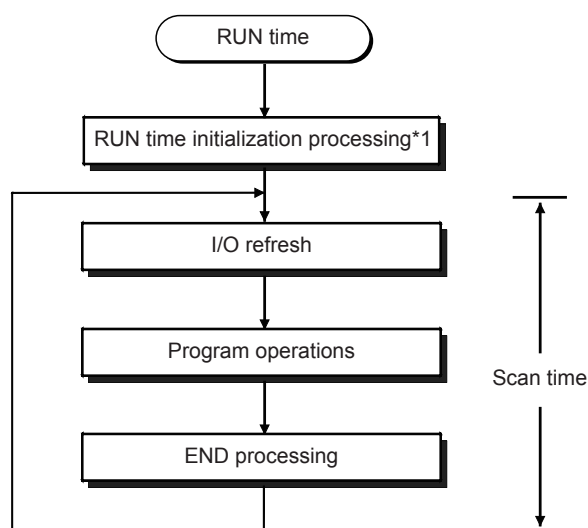 RUN time
RUN time initialization processing*1
I/O refresh
Program operations
Scan time
END processing